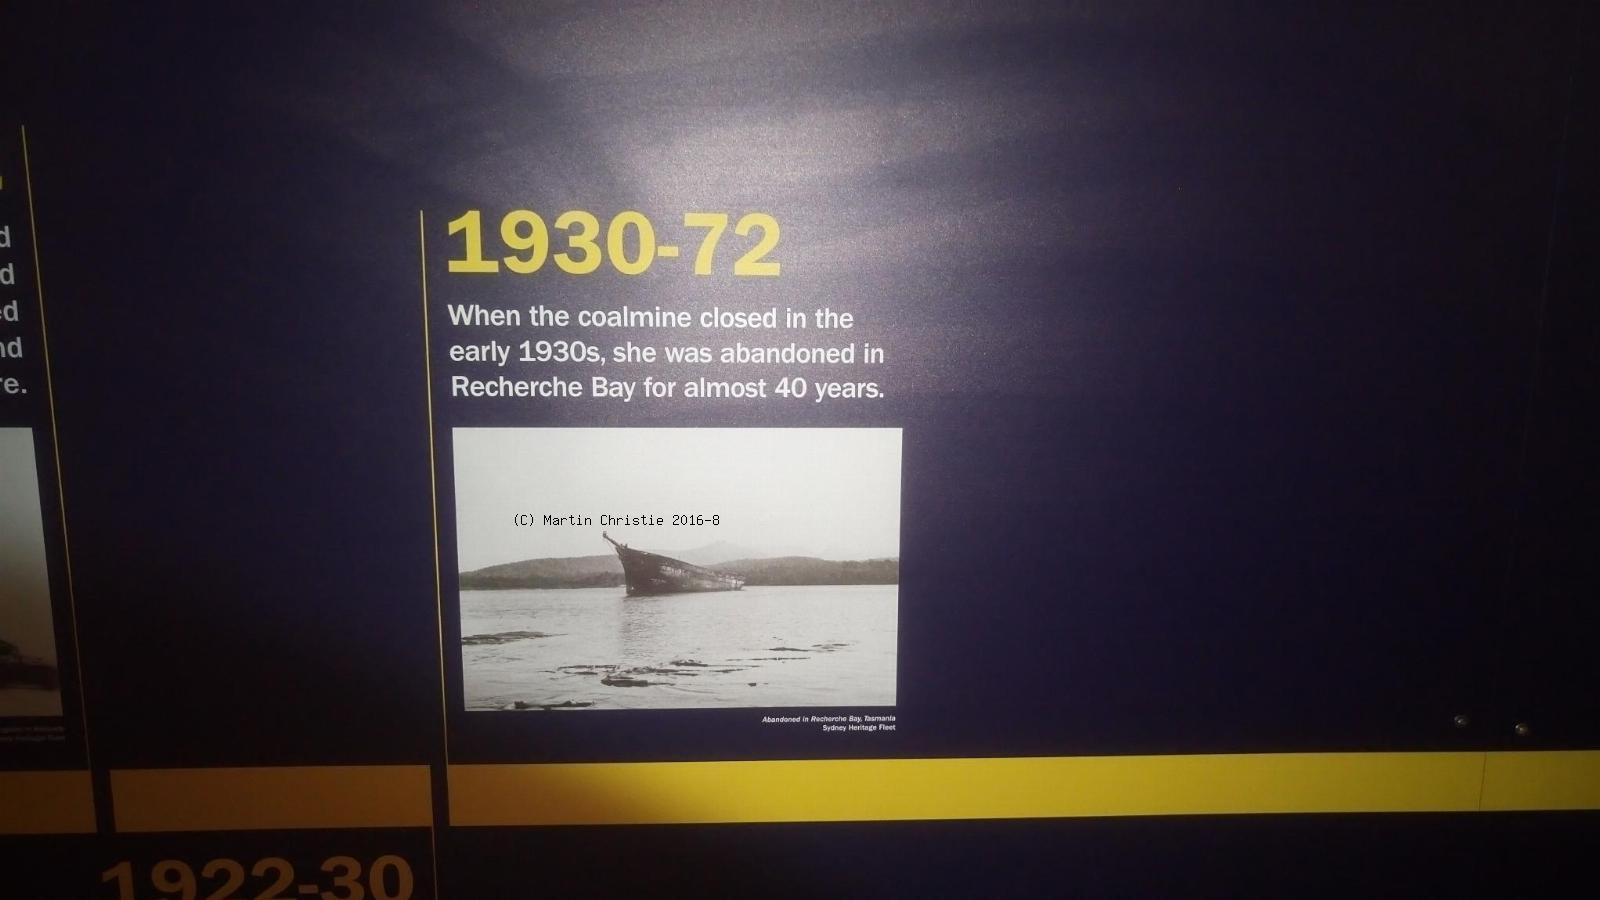 d
d
ed
nd
re.
1930-72
When the coalmine closed in the
early 1930s, she was abandoned in
Recherche Bay for almost 40 years.
(C) Martin Christie 2016-8
Abandoned in Recherche Bay, Tasmania
Sydney Heritage Fleet
1922-30